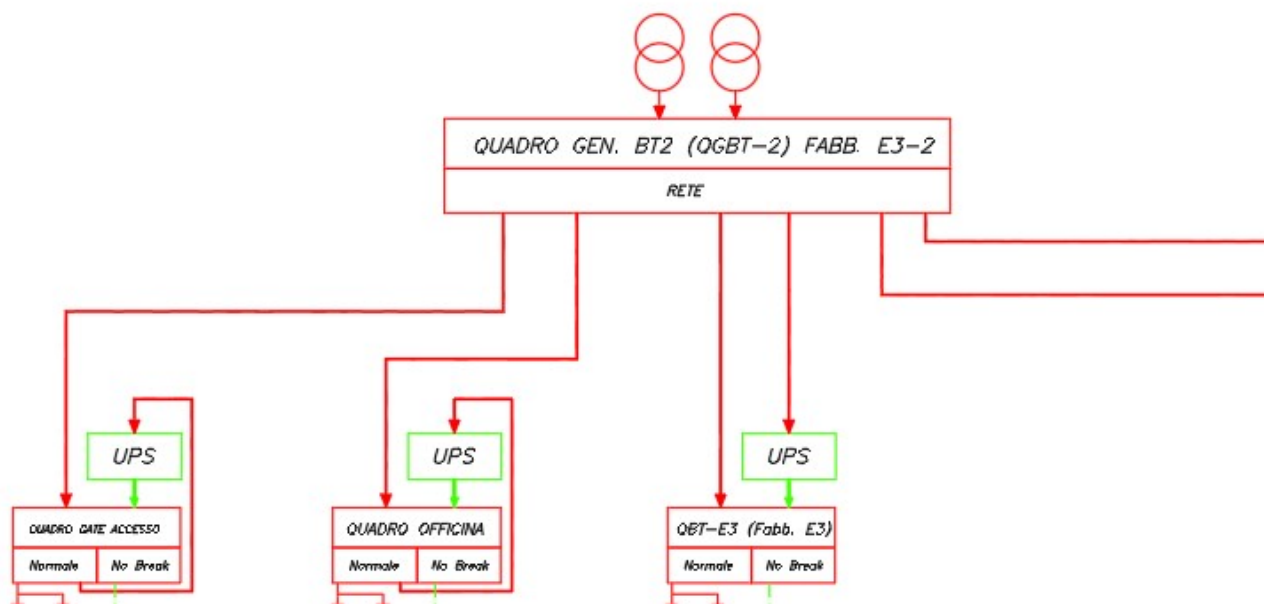 QUADRO GEN. BT2 (QGBT-2) FABB. E3-2
RETE
UPS
UPS
UPS
QUADRO GATE ACCESSO
QUADRO OFFICINA
QBT-E3 (Fabb. E3)
Normale
No Break
Normale
No Break
Normale
No Break